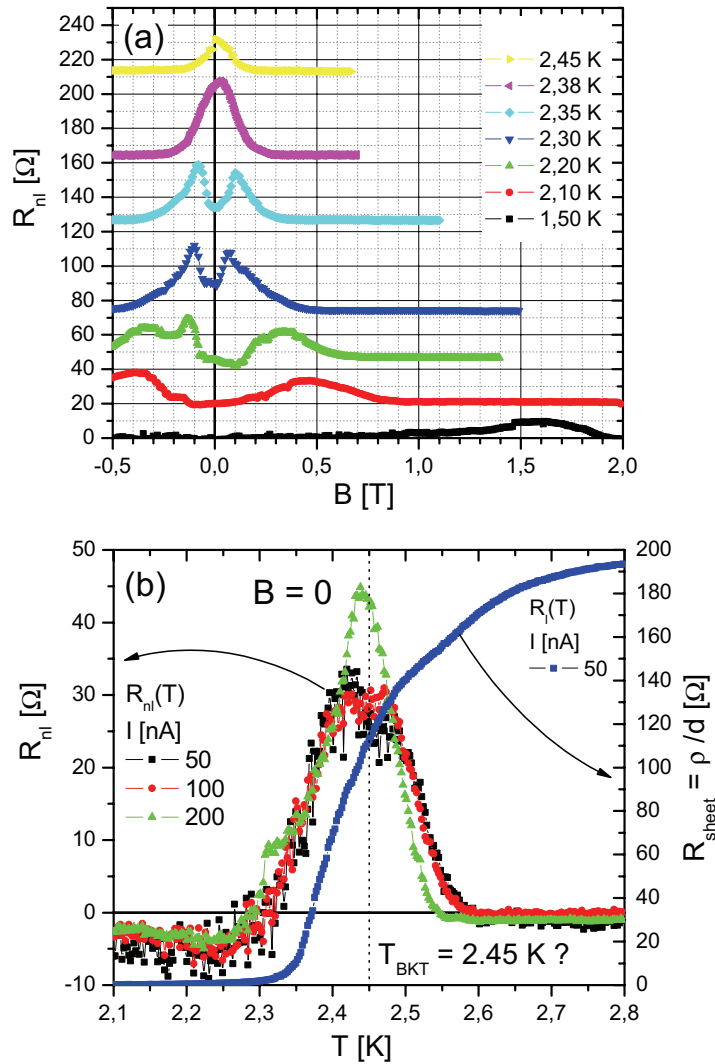 (a)
240
220
200
180
160
140
120
100
80
60
40
20
0
R_nl [Ω]
2,45 K
2,38 K
2,35 K
2,30 K
2,20 K
2,10 K
1,50 K
-0,5 0,0 0,5 1,0 1,5 2,0
B [T]
(b)
B = 0
50
40
30
20
10
0
-10
R_nl [Ω]
R_nl(T)
I [nA]
50
100
200
R_l(T)
I [nA]
50
200
180
160
140
120
100
80
60
40
20
0
R_sheet = ρ/d [Ω]
T_BKT = 2.45 K ?
2,1 2,2 2,3 2,4 2,5 2,6 2,7 2,8
T [K]